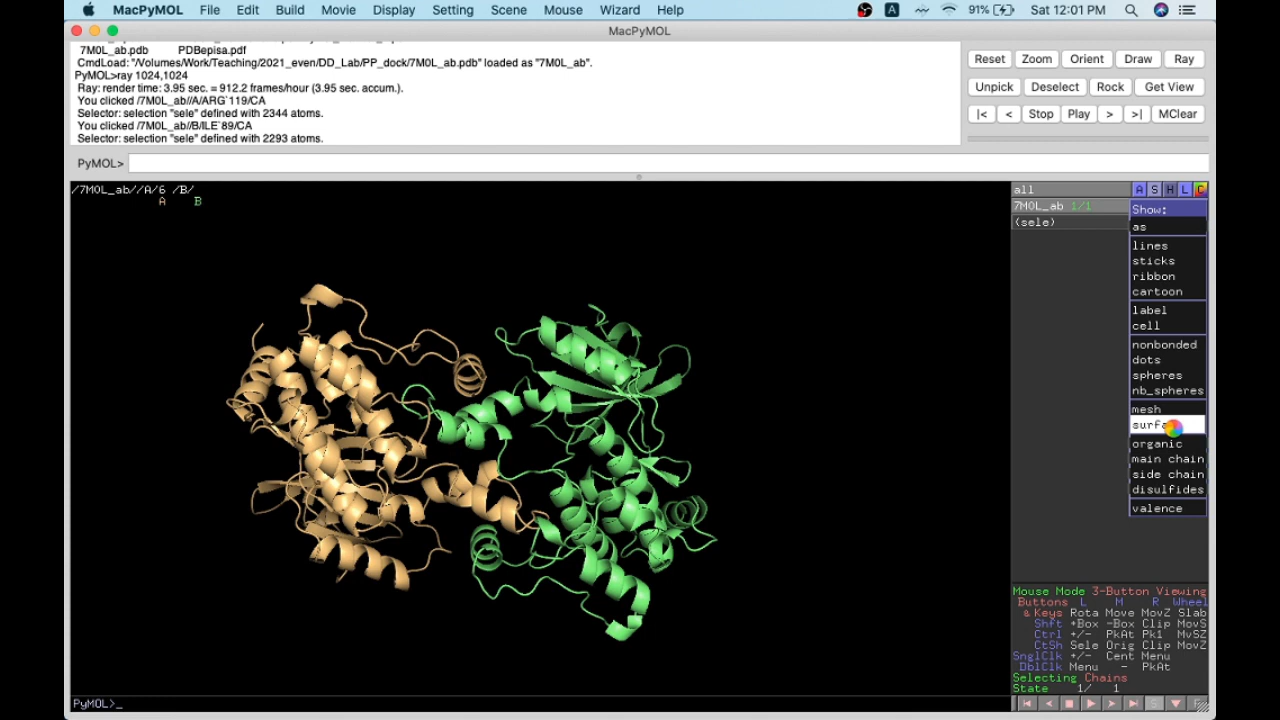 MacPyMOL File Edit Build Movie Display Setting Scene Mouse Wizard Help A 91% Sat 12:01 PM
MacPyMOL
7M0L_ab.pdb PDBepisa.pdf
CmdLoad: "/Volumes/Work/Teaching/2021_even/DD_Lab/PP_dock/7M0L_ab.pdb" loaded as "7M0L_ab".
PyMOL>ray 1024,1024
Ray: render time: 3.95 sec. = 912.2 frames/hour (3.95 sec. accum.).
You clicked /7M0L_ab//A/ARG`119/CA
Selector: selection "sele" defined with 2344 atoms.
You clicked /7M0L_ab//B/ILE`89/CA
Selector: selection "sele" defined with 2293 atoms.
Reset Zoom Orient Draw Ray
Unpick Deselect Rock Get View
|< < Stop Play > >| MClear
PyMOL>
/7M0L_ab//A/6 /B/
A B
all A S H L C
7M0L_ab 1/1
(sele)
Show:
as
lines
sticks
ribbon
cartoon
label
cell
nonbonded
dots
spheres
nb_spheres
mesh
organic
main chain
side chain
disulfides
valence
Mouse Mode 3-Button Viewing
Buttons L M R Wheel
& Keys Rota Move MovZ Slab
Shft +Box -Box Clip MovS
Ctrl +/- PkAt Pk1 MvSZ
CtSh Sele Orig Clip MovZ
SnglClk +/- Cent Menu
DblClk Menu - PkAt
Selecting Chains
State 1/ 1
PyMOL>_
S